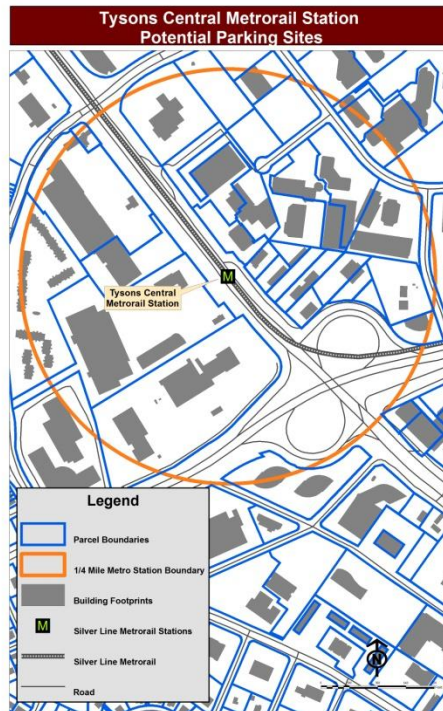 Tysons Central Metrorail Station
Potential Parking Sites
M
Tysons Central
Metrorail Station
Legend
Parcel Boundaries
1/4 Mile Metro Station Boundary
Building Footprints
M
Silver Line Metrorail Stations
Silver Line Metrorail
Road
N